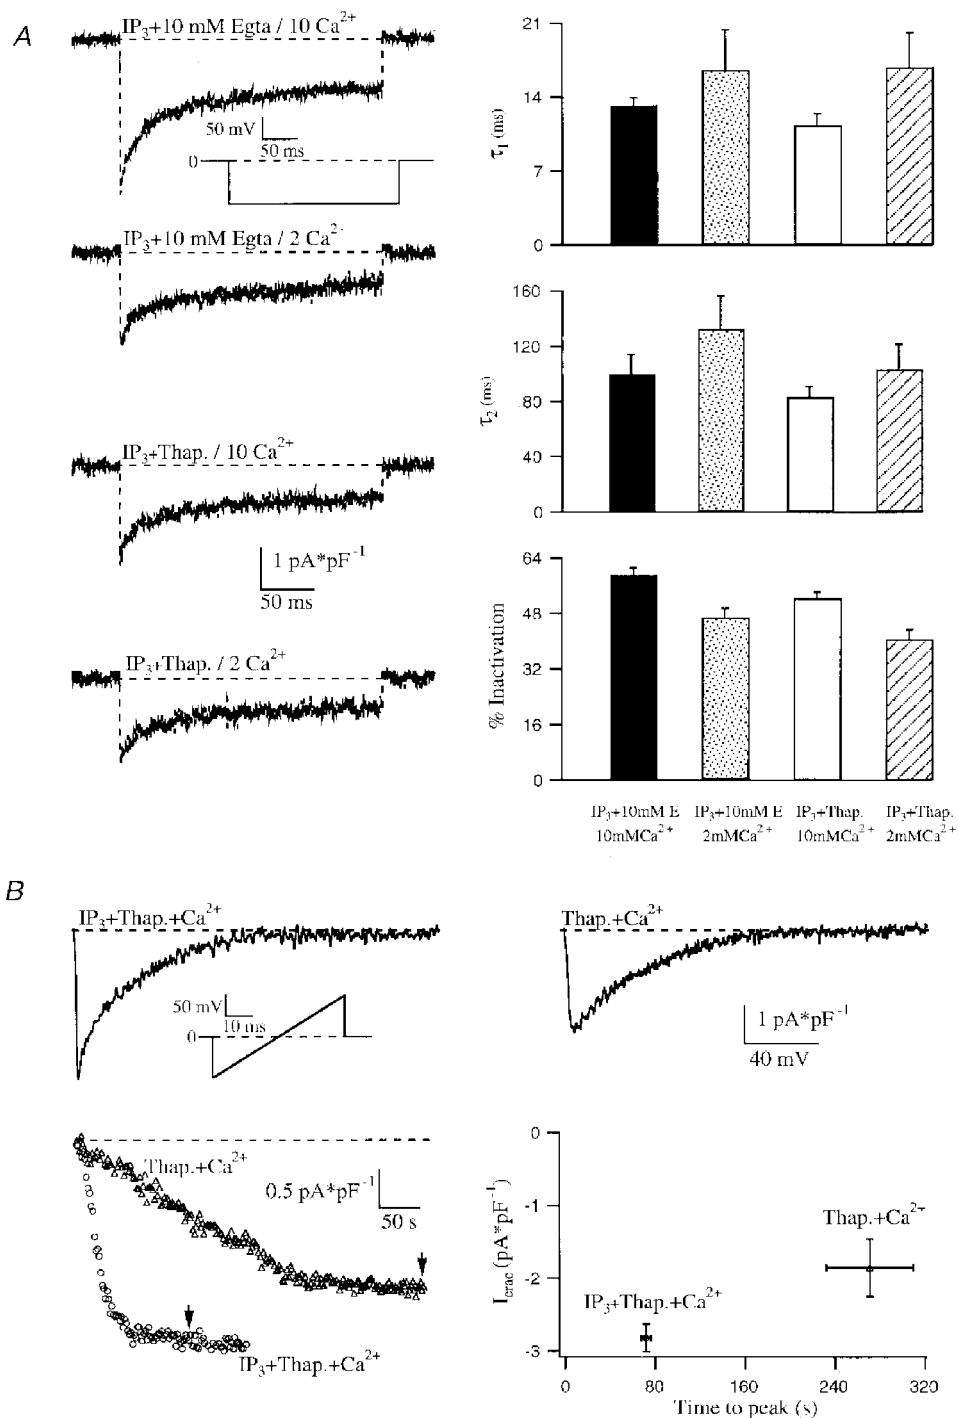 A
IP₃+10 mM Egta / 10 Ca²⁺
50 mV
50 ms
0
IP₃+10 mM Egta / 2 Ca²⁻
IP₃+Thap. / 10 Ca²⁺
1 pA*pF⁻¹
50 ms
IP₃+Thap. / 2 Ca²⁺
21
14
7
0
τ₁ (ms)
160
120
80
40
0
τ₂ (ms)
64
48
32
16
0
% Inactivation
IP₃+10mM E
10mMCa²⁺
IP₃+10mM E
2mMCa²⁺
IP₃+Thap.
10mMCa²⁺
IP₃+Thap.
2mMCa²⁺
B
IP₃+Thap.+Ca²⁺
50 mV
10 ms
0
Thap.+Ca²⁺
1 pA*pF⁻¹
40 mV
Thap.+Ca²⁺
0.5 pA*pF⁻¹
50 s
IP₃+Thap.+Ca²⁺
0
-1
-2
-3
I_crac (pA*pF⁻¹)
Thap.+Ca²⁺
IP₃+Thap.+Ca²⁺
0
80
160
240
320
Time to peak (s)